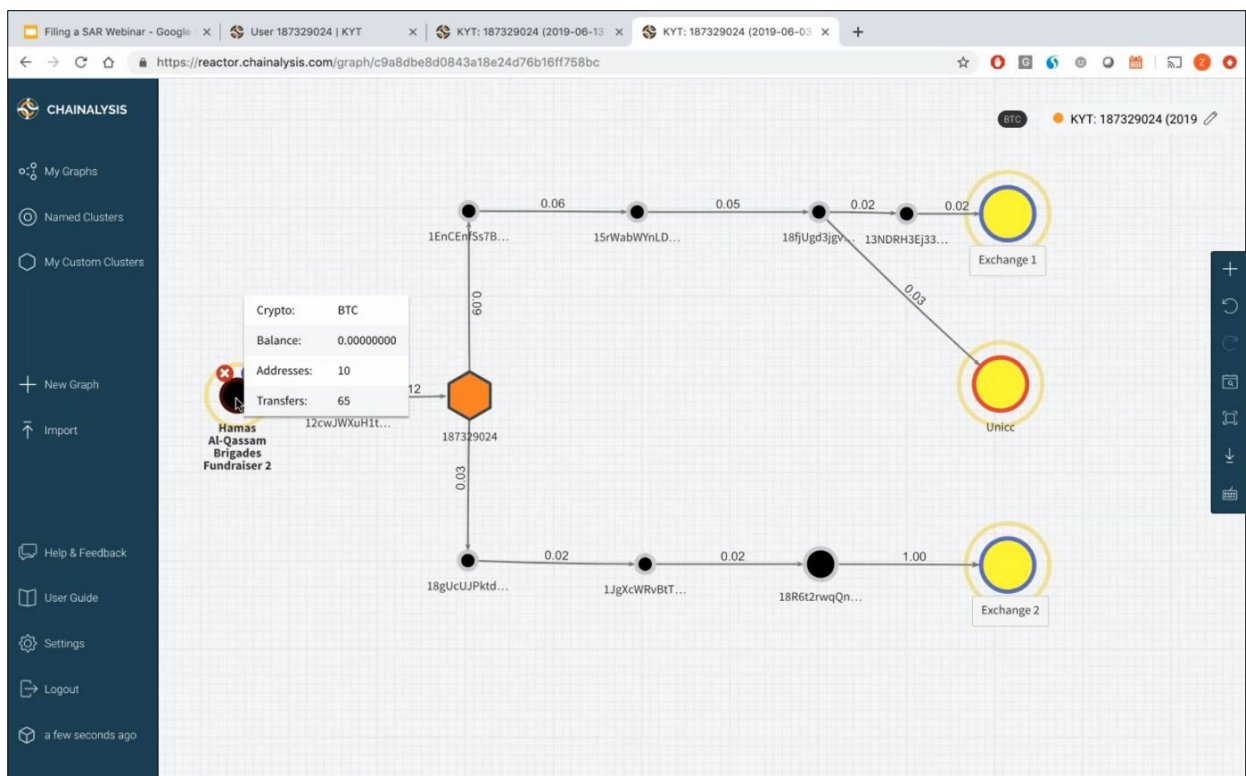 Filing a SAR Webinar - Google
User 187329024 | KYT
KYT: 187329024 (2019-06-13
KYT: 187329024 (2019-06-03
https://reactor.chainalysis.com/graph/c9a8dbe8d0843a18e24d76b16ff758bc
CHAINALYSIS
My Graphs
Named Clusters
My Custom Clusters
New Graph
Import
Help & Feedback
User Guide
Settings
Logout
a few seconds ago
BTC
KYT: 187329024 (2019
0.06
0.05
0.02
0.02
1EnCEnfSs7B...
15rWabWYnLD...
18fjUgd3jgv...
13NDRH3Ej33...
Exchange 1
0.09
0.03
Crypto: BTC
Balance: 0.00000000
Addresses: 10
Transfers: 65
12
12cwJWXuH1t...
Hamas
Al-Qassam
Brigades
Fundraiser 2
187329024
Unicc
0.03
0.02
0.02
1.00
18gUcUJPktd...
1JgXcWRvBtT...
18R6t2rwqQn...
Exchange 2